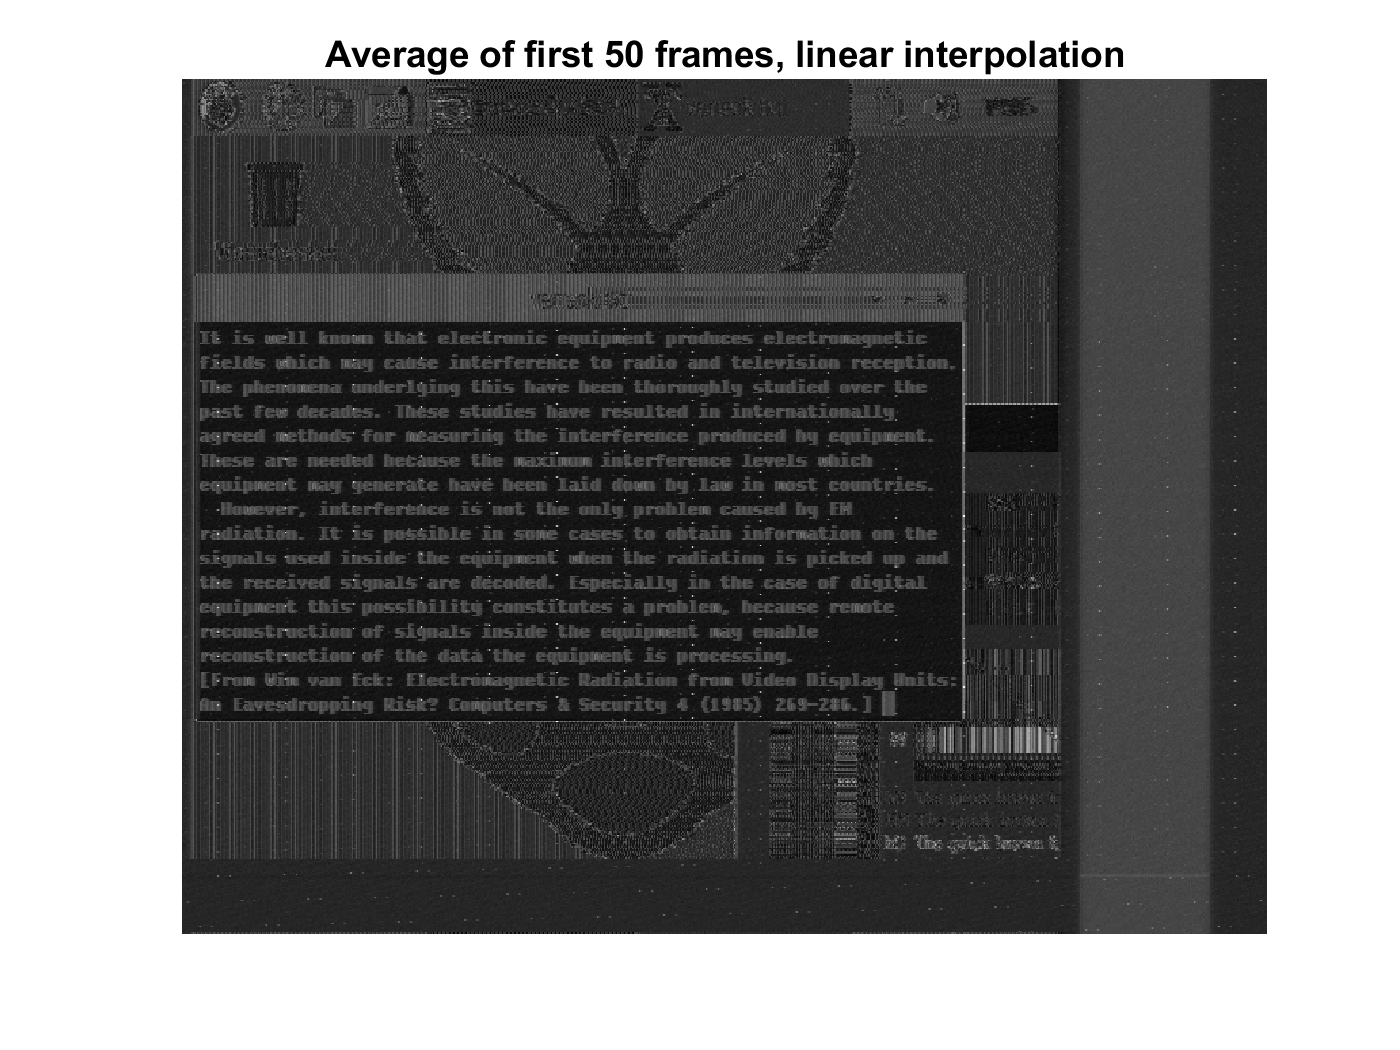 Average of first 50 frames, linear interpolation
It is well known that electronic equipment produces electromagnetic
fields which may cause interference to radio and television reception.
The phenomena underlying this have been thoroughly studied over the
past few decades. These studies have resulted in internationally
agreed methods for measuring the interference produced by equipment.
These are needed because the maximum interference levels which
equipment may generate have been laid down by law in most countries.
However, interference is not the only problem caused by EM
radiation. It is possible in some cases to obtain information on the
signals used inside the equipment when the radiation is picked up and
the received signals are decoded. Especially in the case of digital
equipment this possibility constitutes a problem, because remote
reconstruction of signals inside the equipment may enable
reconstruction of the data the equipment is processing.
[From Wim van Eck: Electromagnetic Radiation from Video Display Units:
An Eavesdropping Risk? Computers & Security 4 (1985) 269-286.]
The quick brown
The quick brown
The quick brown